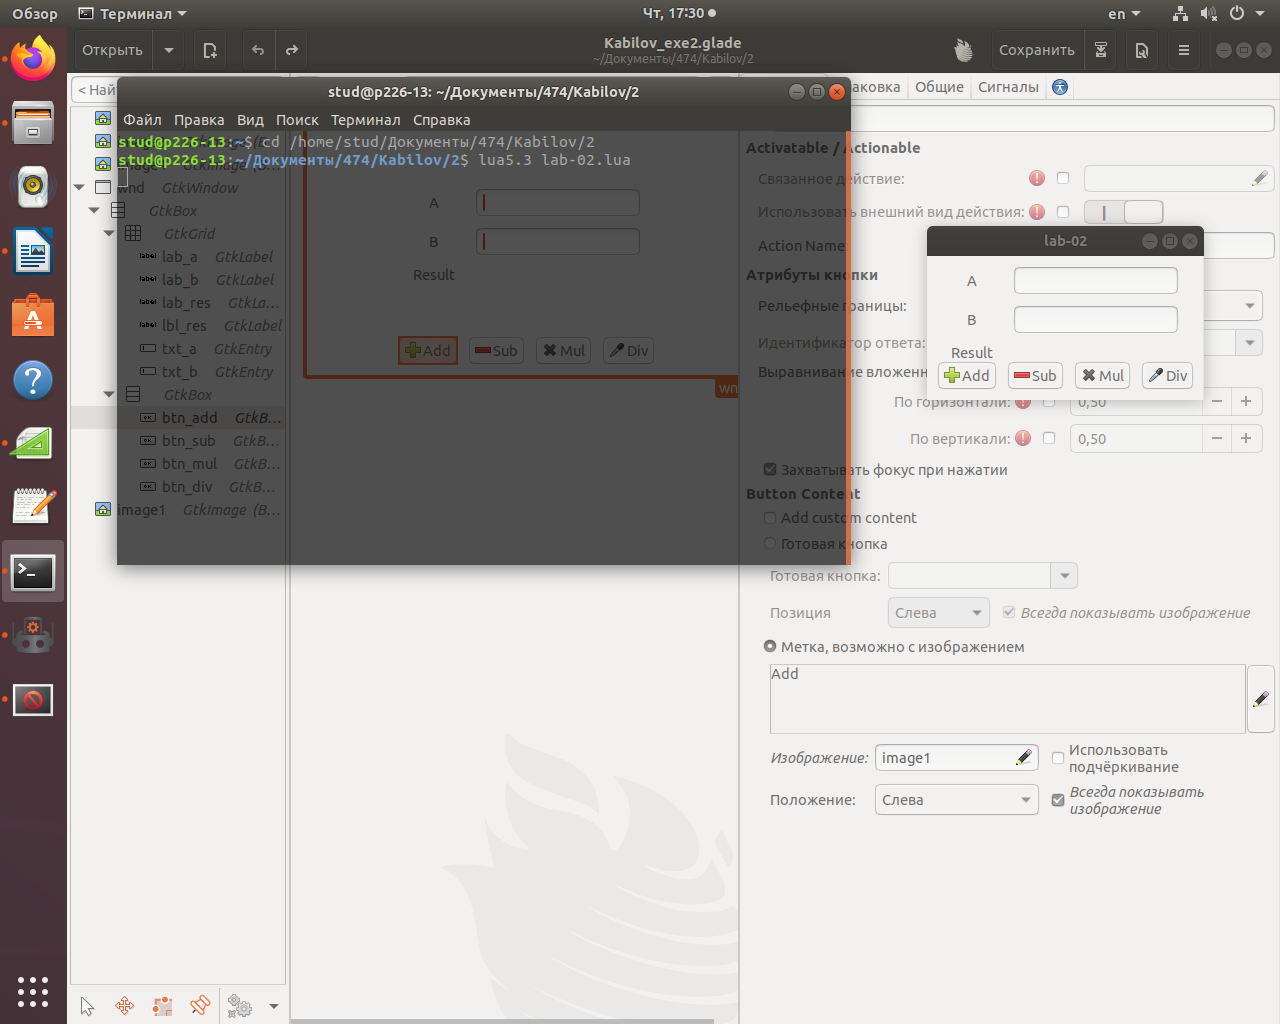 Обзор
Терминал
Чт, 17:30
en
Открыть
Kabilov_exe2.glade
~/Документы/474/Kabilov/2
Сохранить
< Най
аковка
Общие
Сигналы
stud@p226-13: ~/Документы/474/Kabilov/2
Файл Правка Вид Поиск Терминал Справка
stud@p226-13:~$ cd /home/stud/Документы/474/Kabilov/2
stud@p226-13:~/Документы/474/Kabilov/2$ lua5.3 lab-02.lua
wnd GtkWindow
GtkBox
GtkGrid
lab_a GtkLabel
lab_b GtkLabel
lab_res GtkLa...
lbl_res GtkLabel
txt_a GtkEntry
txt_b GtkEntry
GtkBox
btn_add GtkB...
btn_sub GtkB...
btn_mul GtkB...
btn_div GtkB...
image1 GtkImage (B...
A
B
Result
Add
Sub
Mul
Div
wn
Activatable / Actionable
Связанное действие:
Использовать внешний вид действия:
Action Name
Атрибуты кнопки
Рельефные границы:
Идентификатор ответа:
Выравнивание вложенн
По горизонтали:
0,50
По вертикали:
0,50
Захватывать фокус при нажатии
Button Content
Add custom content
Готовая кнопка
Готовая кнопка:
Позиция
Слева
Всегда показывать изображение
Метка, возможно с изображением
Add
Изображение:
image1
Использовать
подчёркивание
Положение:
Слева
Всегда показывать
изображение
lab-02
A
B
Result
Add
Sub
Mul
Div